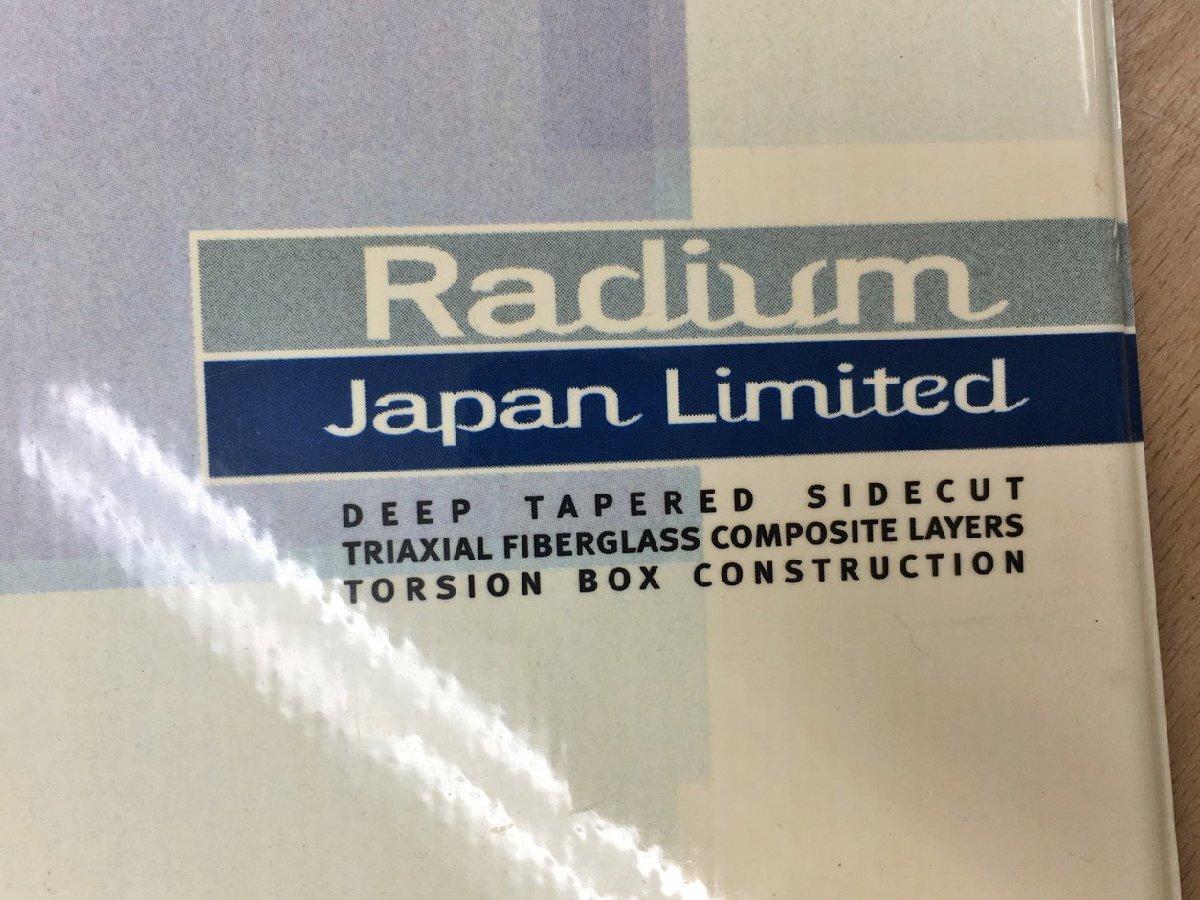 Radium
Japan Limited
DEEP TAPERED SIDECUT
TRIAXIAL FIBERGLASS COMPOSITE LAYERS
TORSION BOX CONSTRUCTION